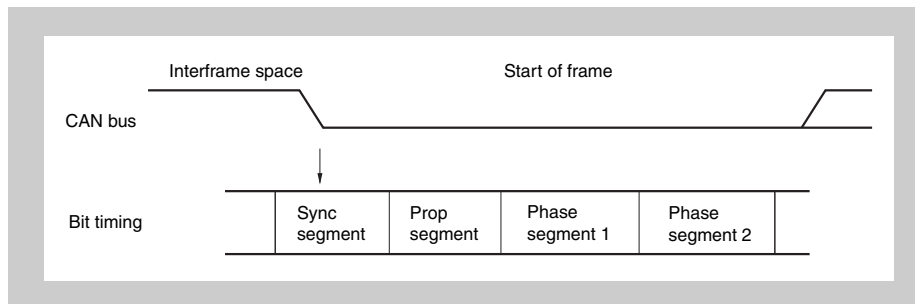 Interframe space
Start of frame
CAN bus
Bit timing
Sync
segment
Prop
segment
Phase
segment 1
Phase
segment 2